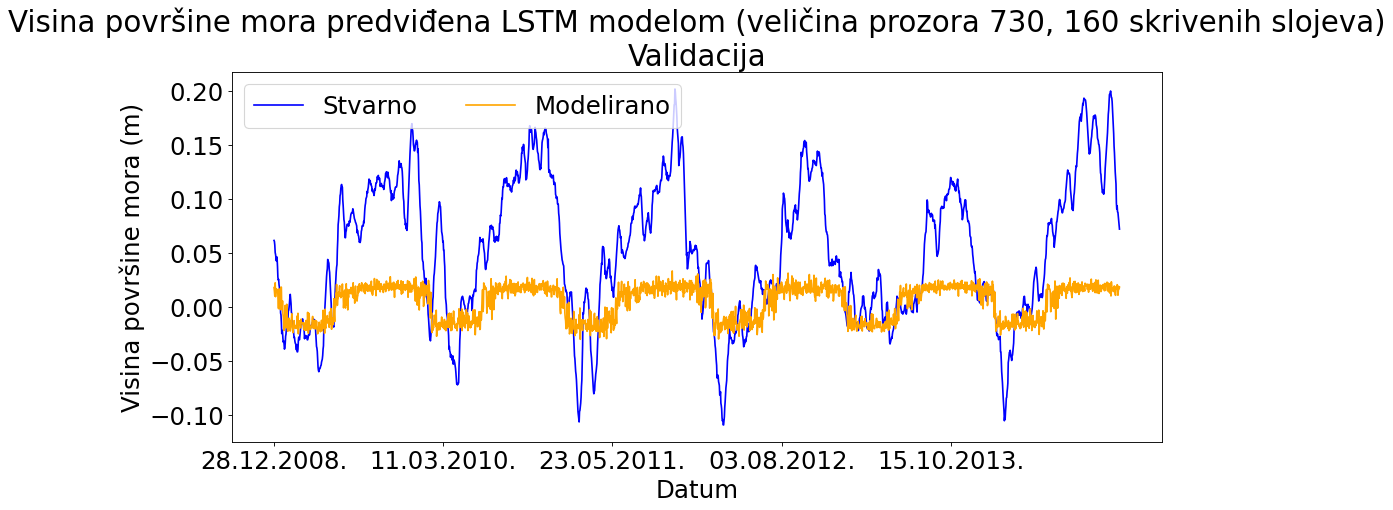 Visina površine mora predviđena LSTM modelom (veličina prozora 730, 160 skrivenih slojeva)
Validacija
Stvarno
Modelirano
Visina površine mora (m)
0.20
0.15
0.10
0.05
0.00
−0.05
−0.10
28.12.2008. 11.03.2010. 23.05.2011. 03.08.2012. 15.10.2013.
Datum